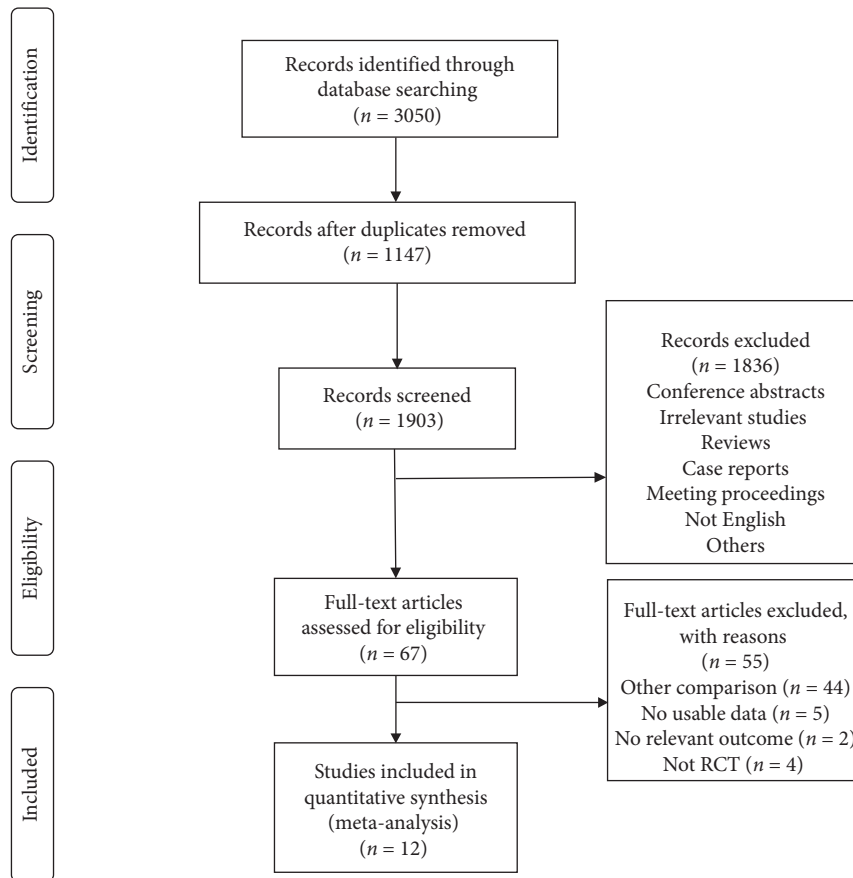 Identification
Records identified through
database searching
(n = 3050)
Records after duplicates removed
(n = 1147)
Screening
Records screened
(n = 1903)
Records excluded
(n = 1836)
Conference abstracts
Irrelevant studies
Reviews
Case reports
Meeting proceedings
Not English
Others
Eligibility
Full-text articles
assessed for eligibility
(n = 67)
Full-text articles excluded,
with reasons
(n = 55)
Other comparison (n = 44)
No usable data (n = 5)
No relevant outcome (n = 2)
Not RCT (n = 4)
Included
Studies included in
quantitative synthesis
(meta-analysis)
(n = 12)